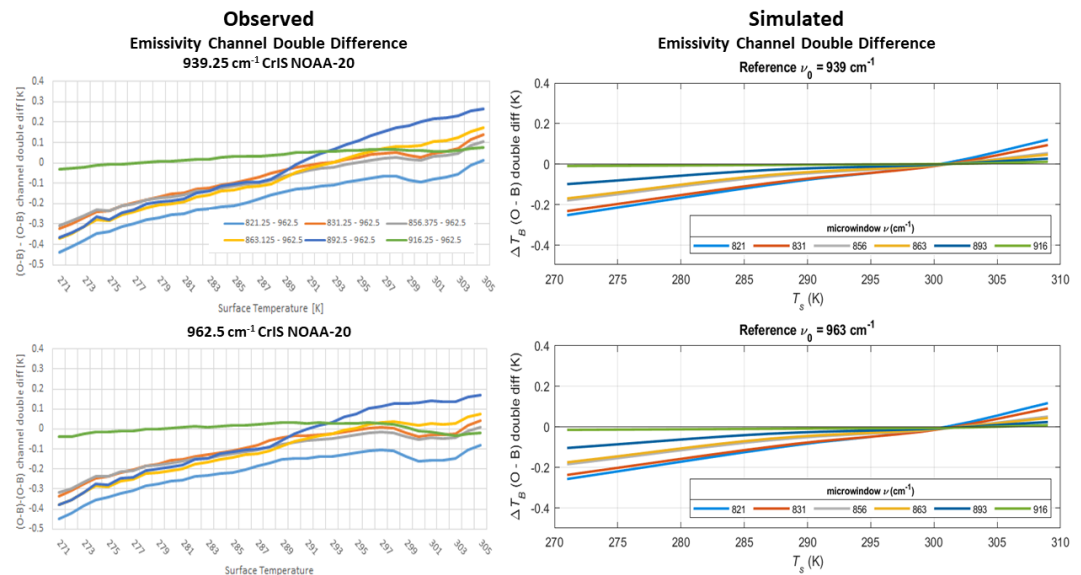 Observed
Emissivity Channel Double Difference
939.25 cm-1 CrIS NOAA-20
(O-B) - (O-B) channel double diff [K]
0.4
0.3
0.2
0.1
0
-0.1
-0.2
-0.3
-0.4
-0.5
821.25 - 962.5 831.25 - 962.5 856.375 - 962.5
863.125 - 962.5 892.5 - 962.5 916.25 - 962.5
271 273 275 277 279 281 283 285 287 289 291 293 295 297 299 301 303 305
Surface Temperature [K]
962.5 cm-1 CrIS NOAA-20
(O-B)-(O-B) channel double diff [K]
0.4
0.3
0.2
0.1
0
-0.1
-0.2
-0.3
-0.4
-0.5
271 273 275 277 279 281 283 285 287 289 291 293 295 297 299 301 303 305
Surface Temperature
Simulated
Emissivity Channel Double Difference
Reference ν0 = 939 cm-1
ΔTB (O - B) double diff (K)
0.4
0.2
0
-0.2
-0.4
microwindow ν (cm-1)
821 831 856 863 893 916
270 275 280 285 290 295 300 305 310
Ts (K)
Reference ν0 = 963 cm-1
ΔTB (O - B) double diff (K)
0.4
0.2
0
-0.2
-0.4
microwindow ν (cm-1)
821 831 856 863 893 916
270 275 280 285 290 295 300 305 310
Ts (K)